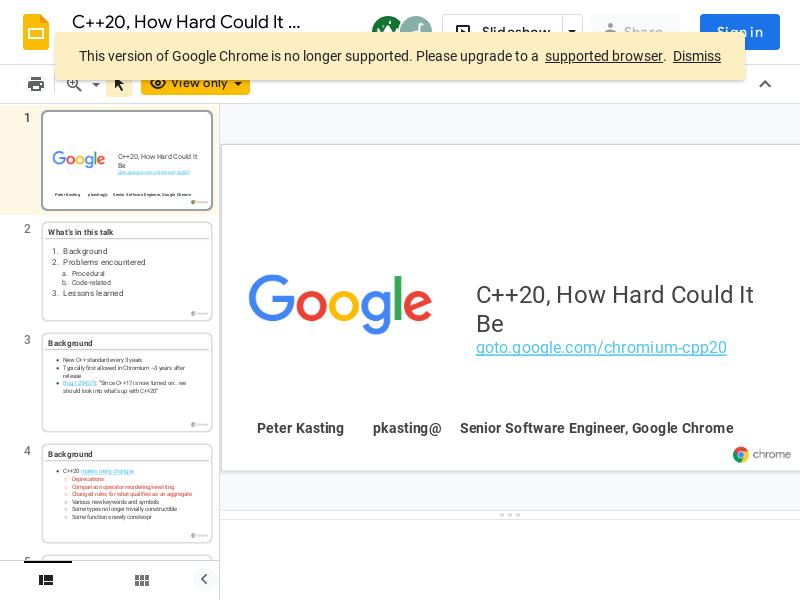 C++20, How Hard Could It ...
Slideshow
Share
Sign in
This version of Google Chrome is no longer supported. Please upgrade to a supported browser. Dismiss
View only
1
Google
C++20, How Hard Could It
Be
goto.google.com/chromium-cpp20
Peter Kasting pkasting@ Senior Software Engineer, Google Chrome
chrome
2
What's in this talk
1. Background
2. Problems encountered
a. Procedural
b. Code-related
3. Lessons learned
chrome
3
Background
● New C++ standard every 3 years
● Typically first allowed in Chromium ~3 years after
release
● Bug 1284275: "Since C++17 is now turned on... we
should look into what's up with C++20"
chrome
4
Background
● C++20 makes many changes
○ Deprecations
○ Comparison operator reordering/rewriting
○ Changed rules for what qualifies as an aggregate
○ Various new keywords and symbols
○ Some types no longer trivially constructible
○ Some functions newly constexpr
chrome
5
Google
C++20, How Hard Could It
Be
goto.google.com/chromium-cpp20
Peter Kasting pkasting@ Senior Software Engineer, Google Chrome
chrome